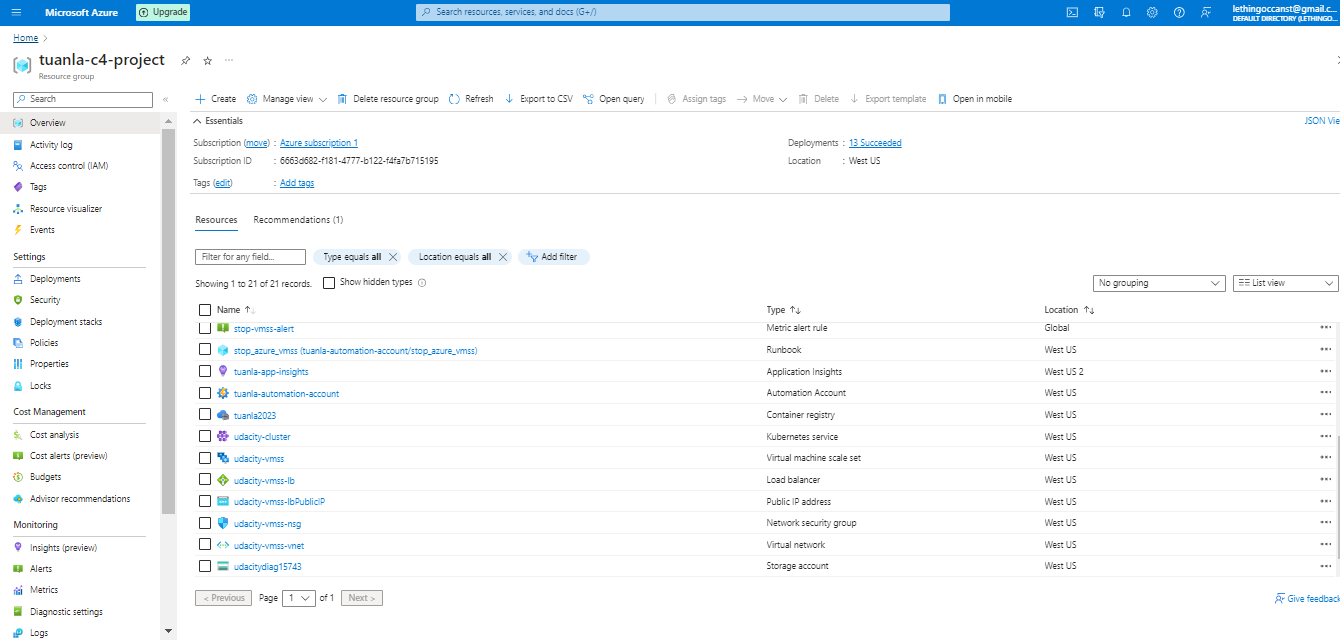 Microsoft Azure Upgrade Search resources, services, and docs (G+/) lethingoccanst@gmail.c...
DEFAULT DIRECTORY (LETHINGO...
Home >
tuanla-c4-project ...
Resource group
Search «
Overview
Activity log
Access control (IAM)
Tags
Resource visualizer
Events
Settings
Deployments
Security
Deployment stacks
Policies
Properties
Locks
Cost Management
Cost analysis
Cost alerts (preview)
Budgets
Advisor recommendations
Monitoring
Insights (preview)
Alerts
Metrics
Diagnostic settings
Logs
Create Manage view Delete resource group Refresh Export to CSV Open query Assign tags Move Delete Export template Open in mobile
Essentials JSON Vie
Subscription (move) : Azure subscription 1 Deployments : 13 Succeeded
Subscription ID : 6663d682-f181-4777-b122-f4fa7b715195 Location : West US
Tags (edit) : Add tags
Resources Recommendations (1)
Filter for any field... Type equals all Location equals all Add filter
Showing 1 to 21 of 21 records. Show hidden types No grouping List view
Name Type Location
stop-vmss-alert Metric alert rule Global
stop_azure_vmss (tuanla-automation-account/stop_azure_vmss) Runbook West US
tuanla-app-insights Application Insights West US 2
tuanla-automation-account Automation Account West US
tuanla2023 Container registry West US
udacity-cluster Kubernetes service West US
udacity-vmss Virtual machine scale set West US
udacity-vmss-lb Load balancer West US
udacity-vmss-lbPublicIP Public IP address West US
udacity-vmss-nsg Network security group West US
udacity-vmss-vnet Virtual network West US
udacitydiag15743 Storage account West US
< Previous Page 1 of 1 Next >
Give feedback